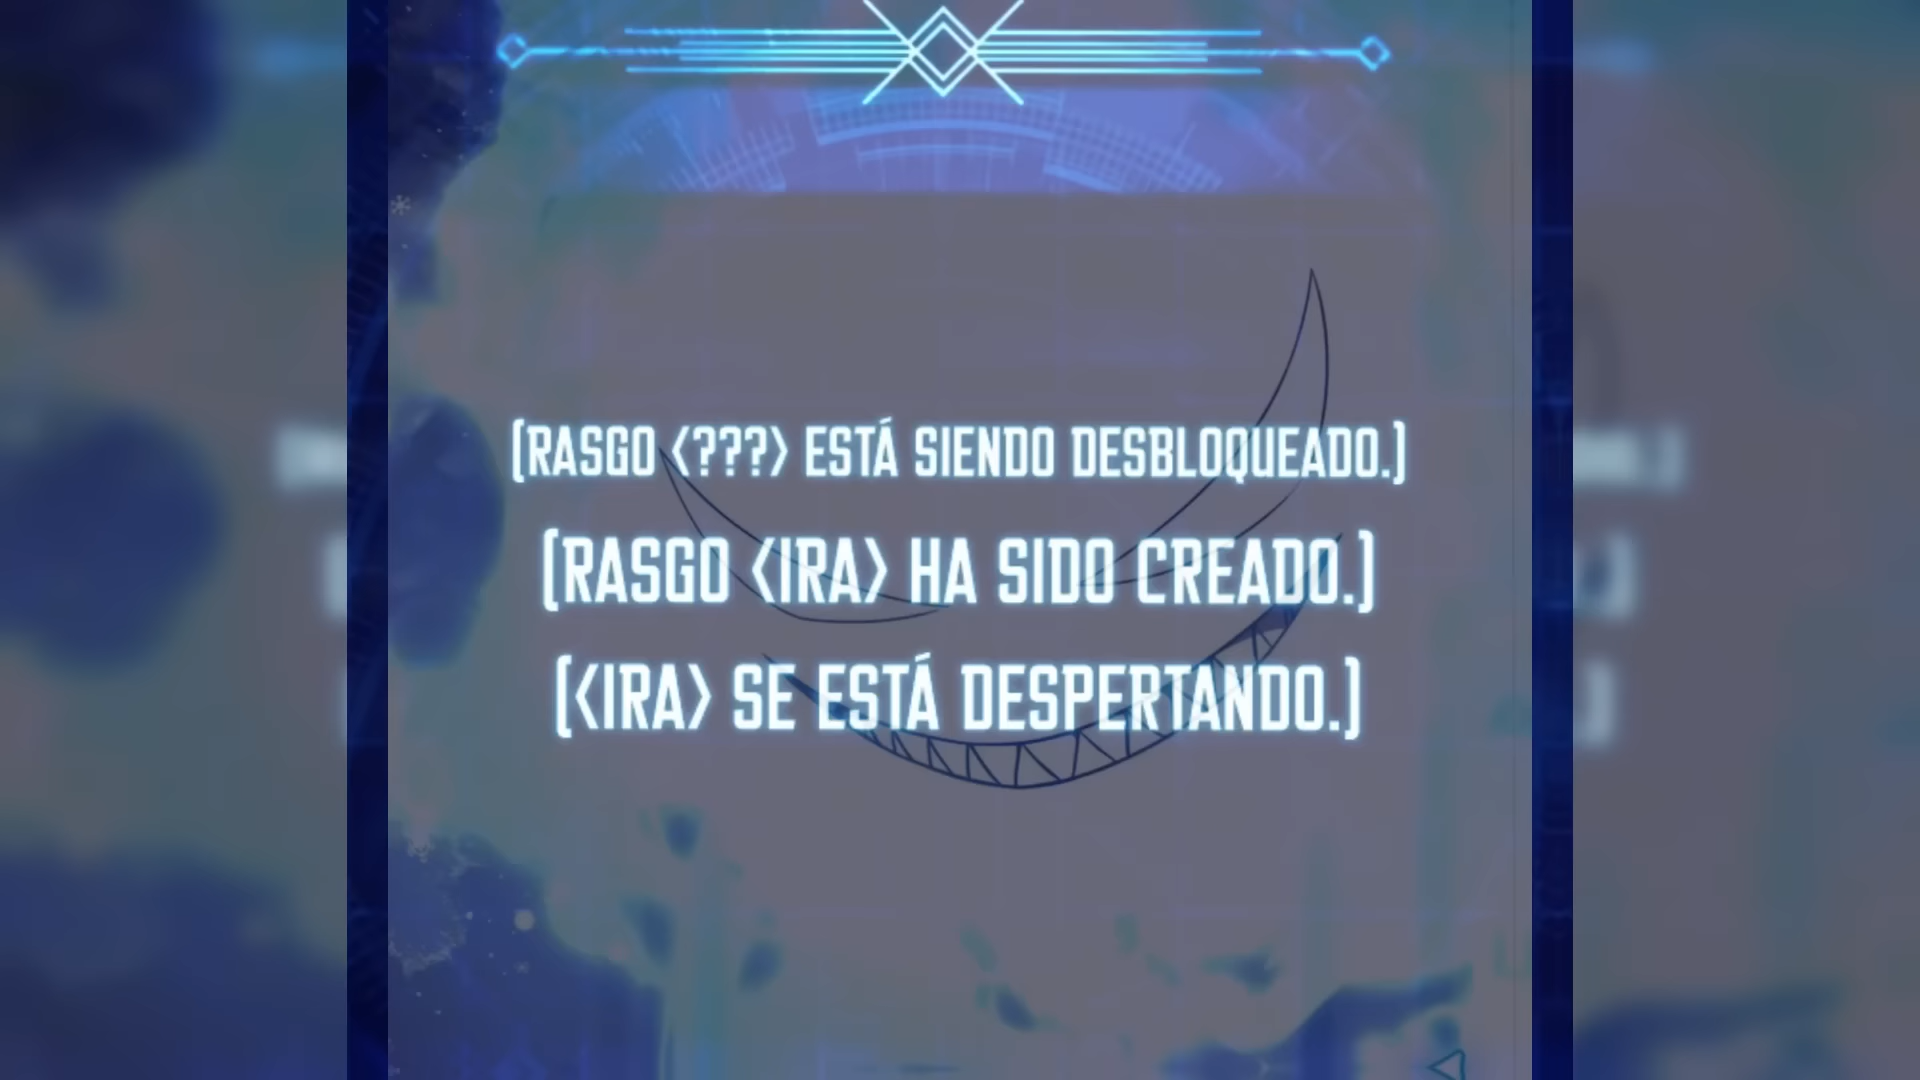 [RASGO <???> ESTÁ SIENDO DESBLOQUEADO.]
[RASGO <IRA> HA SIDO CREADO.]
[<IRA> SE ESTÁ DESPERTANDO.]